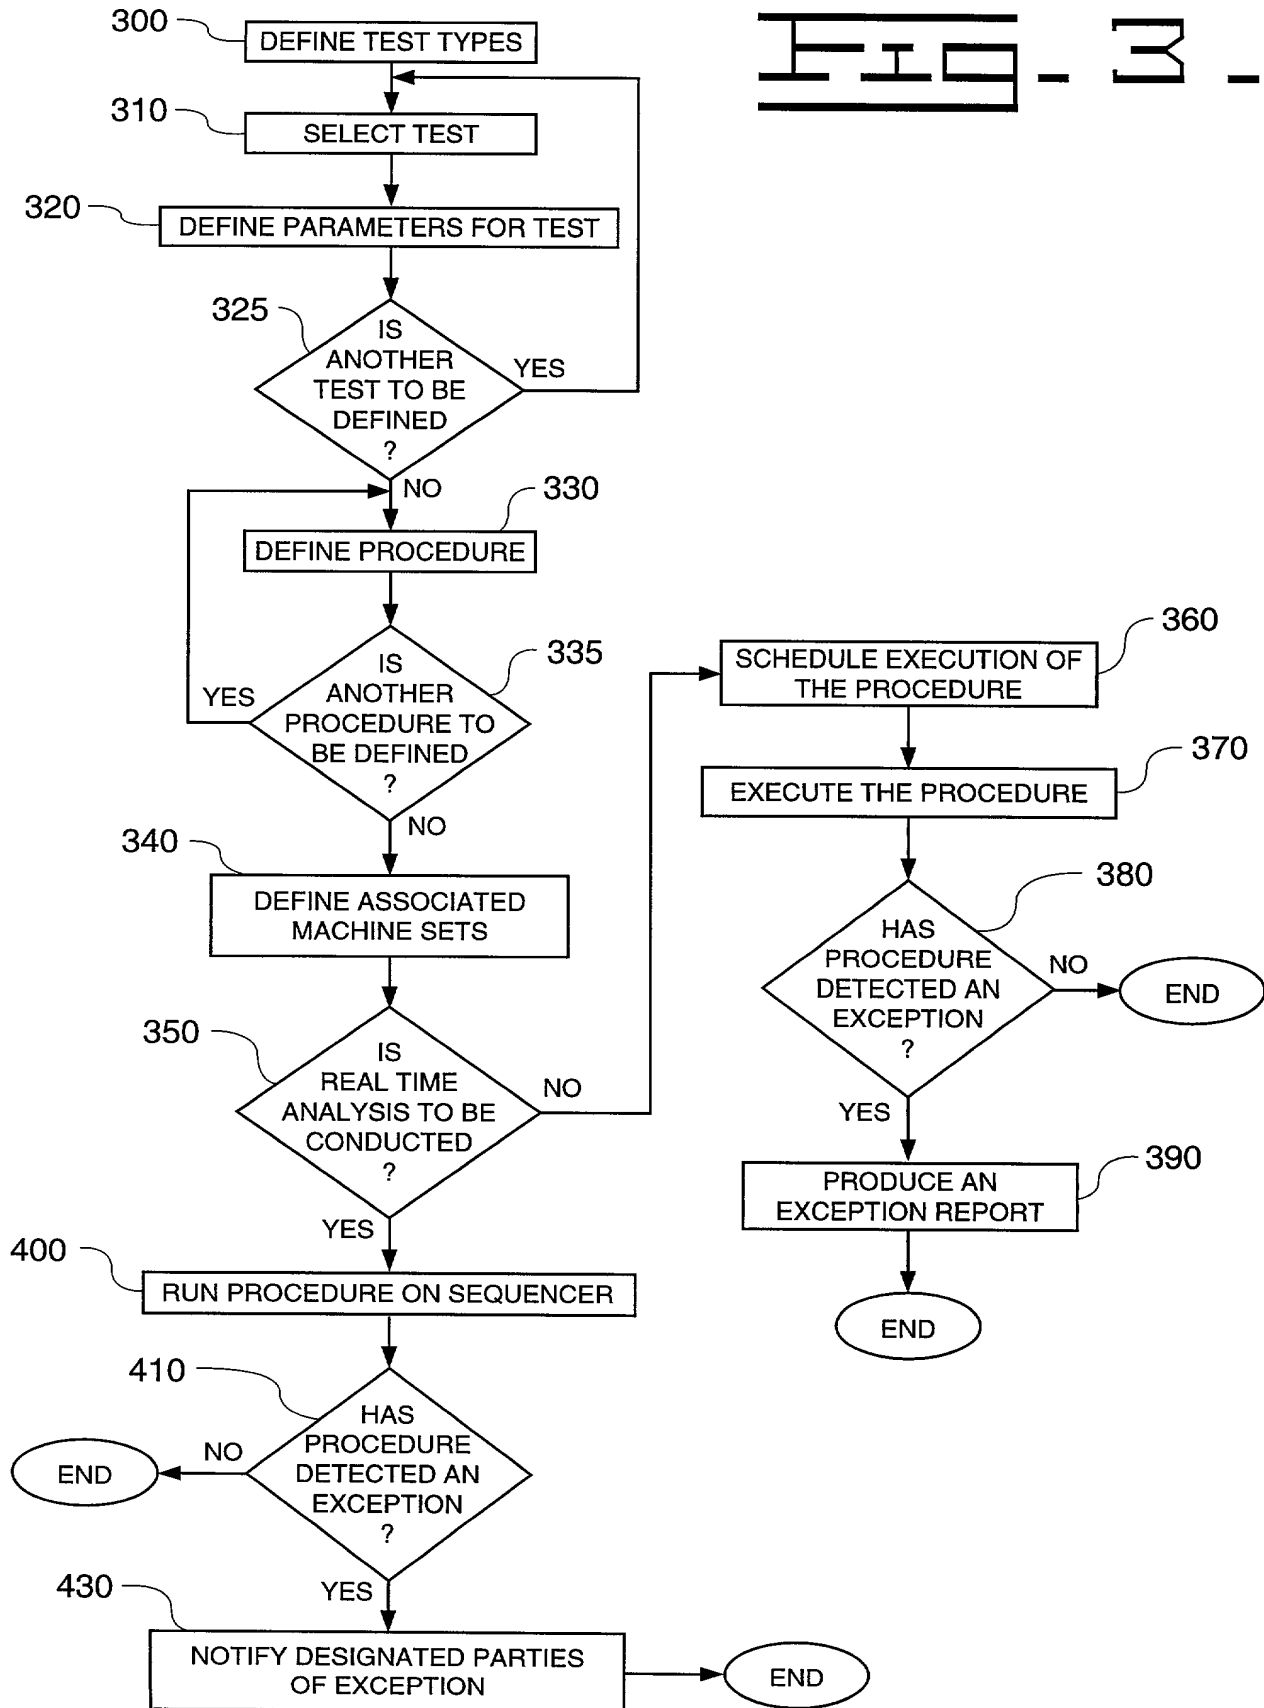 Fig- 3 -
300
DEFINE TEST TYPES
310
SELECT TEST
320
DEFINE PARAMETERS FOR TEST
325
IS
ANOTHER
TEST TO BE
DEFINED
?
YES
NO
330
DEFINE PROCEDURE
335
IS
ANOTHER
PROCEDURE TO
BE DEFINED
?
YES
NO
340
DEFINE ASSOCIATED
MACHINE SETS
350
IS
REAL TIME
ANALYSIS TO BE
CONDUCTED
?
NO
YES
360
SCHEDULE EXECUTION OF
THE PROCEDURE
370
EXECUTE THE PROCEDURE
380
HAS
PROCEDURE
DETECTED AN
EXCEPTION
?
NO
END
YES
390
PRODUCE AN
EXCEPTION REPORT
END
400
RUN PROCEDURE ON SEQUENCER
410
HAS
PROCEDURE
DETECTED AN
EXCEPTION
?
NO
END
YES
430
NOTIFY DESIGNATED PARTIES
OF EXCEPTION
END